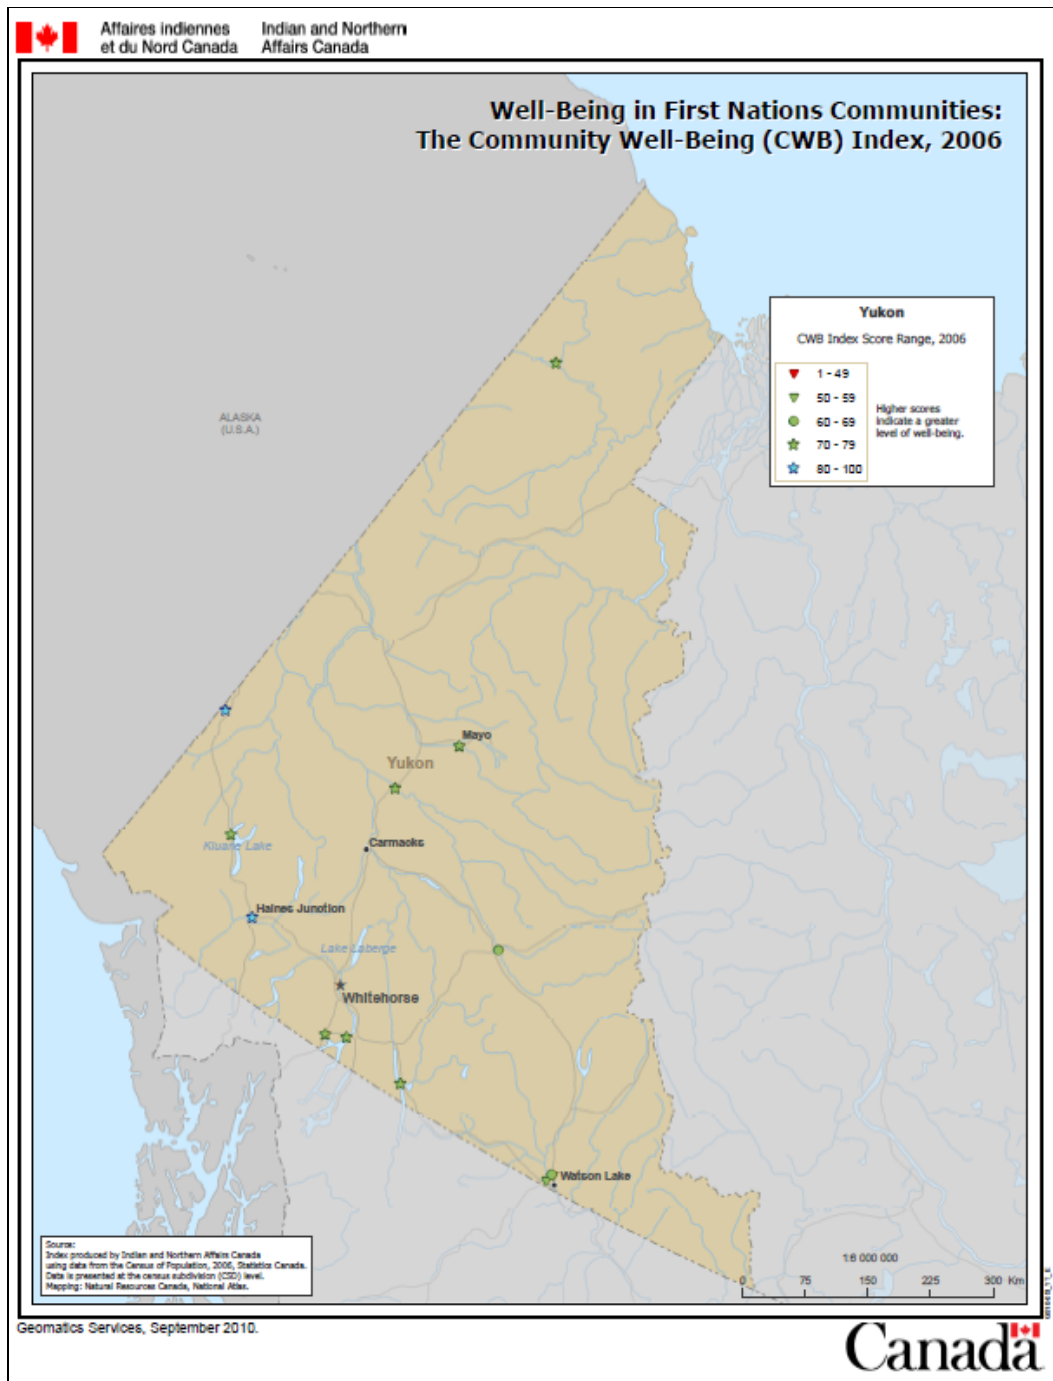 Affaires indiennes
et du Nord Canada
Indian and Northern
Affairs Canada
Well-Being in First Nations Communities:
The Community Well-Being (CWB) Index, 2006
Yukon
CWB Index Score Range, 2006
1 - 49
50 - 59
60 - 69
70 - 79
80 - 100
Higher scores
indicate a greater
level of well-being.
ALASKA
(U.S.A.)
Mayo
Yukon
Carmacks
Kluane Lake
Haines Junction
Lake Laberge
Whitehorse
Watson Lake
Source:
Index produced by Indian and Northern Affairs Canada
using data from the Census of Population, 2006, Statistics Canada.
Data is presented at the census subdivision (CSD) level.
Mapping: Natural Resources Canada, National Atlas.
1:6 000 000
0 75 150 225 300 Km
Geomatics Services, September 2010.
Canada